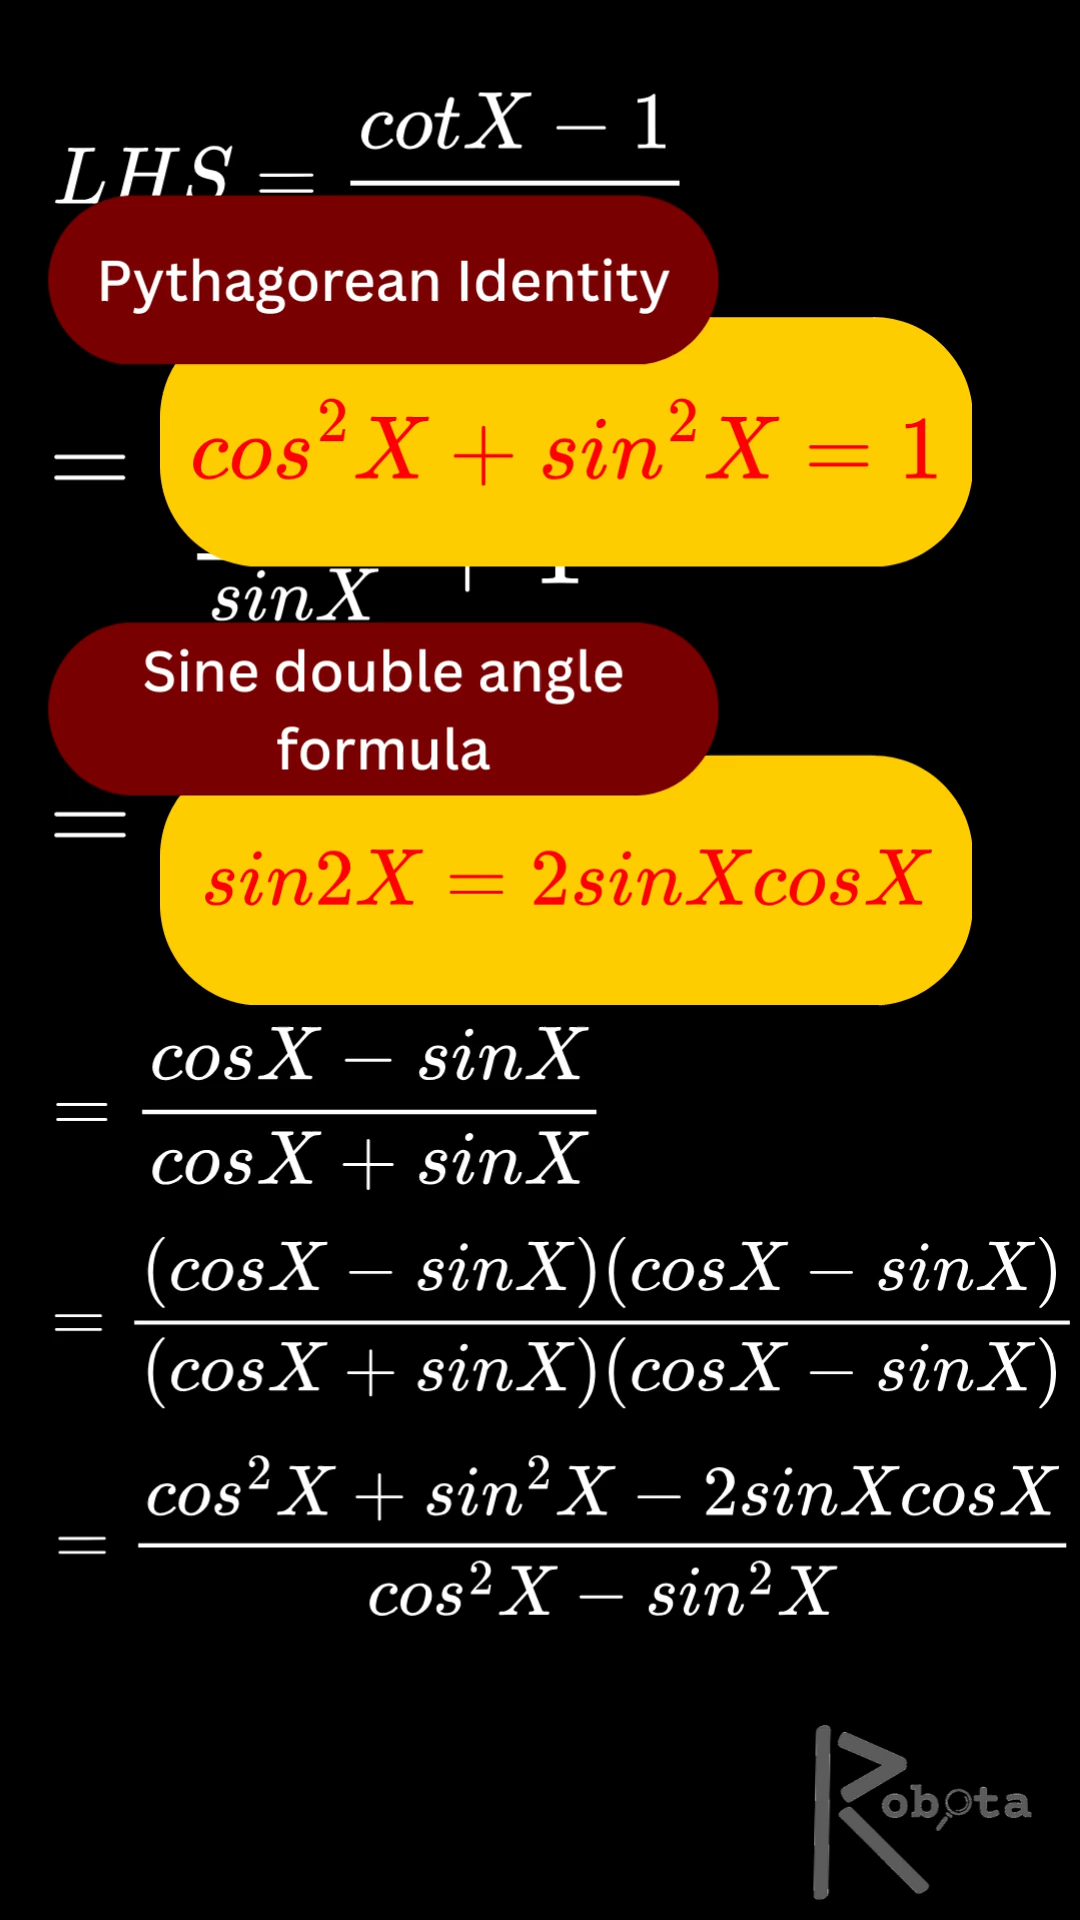 LHS = cotX − 1
Pythagorean Identity
= cos²X + sin²X = 1
sinX + 1
Sine double angle
formula
= sin2X = 2sinXcosX
cosX − sinX
=
cosX + sinX
(cosX − sinX)(cosX − sinX)
=
(cosX + sinX)(cosX − sinX)
cos²X + sin²X − 2sinXcosX
=
cos²X − sin²X
Robota